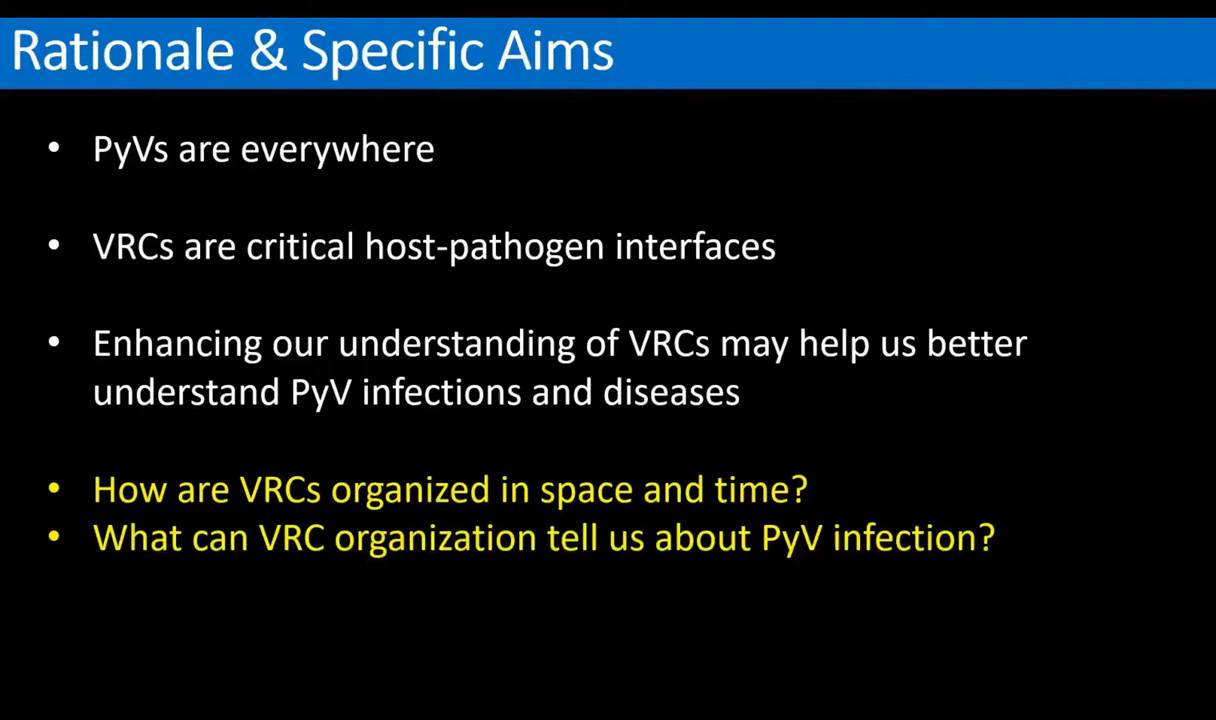 Rationale & Specific Aims
• PyVs are everywhere
• VRCs are critical host-pathogen interfaces
• Enhancing our understanding of VRCs may help us better
understand PyV infections and diseases
• How are VRCs organized in space and time?
• What can VRC organization tell us about PyV infection?